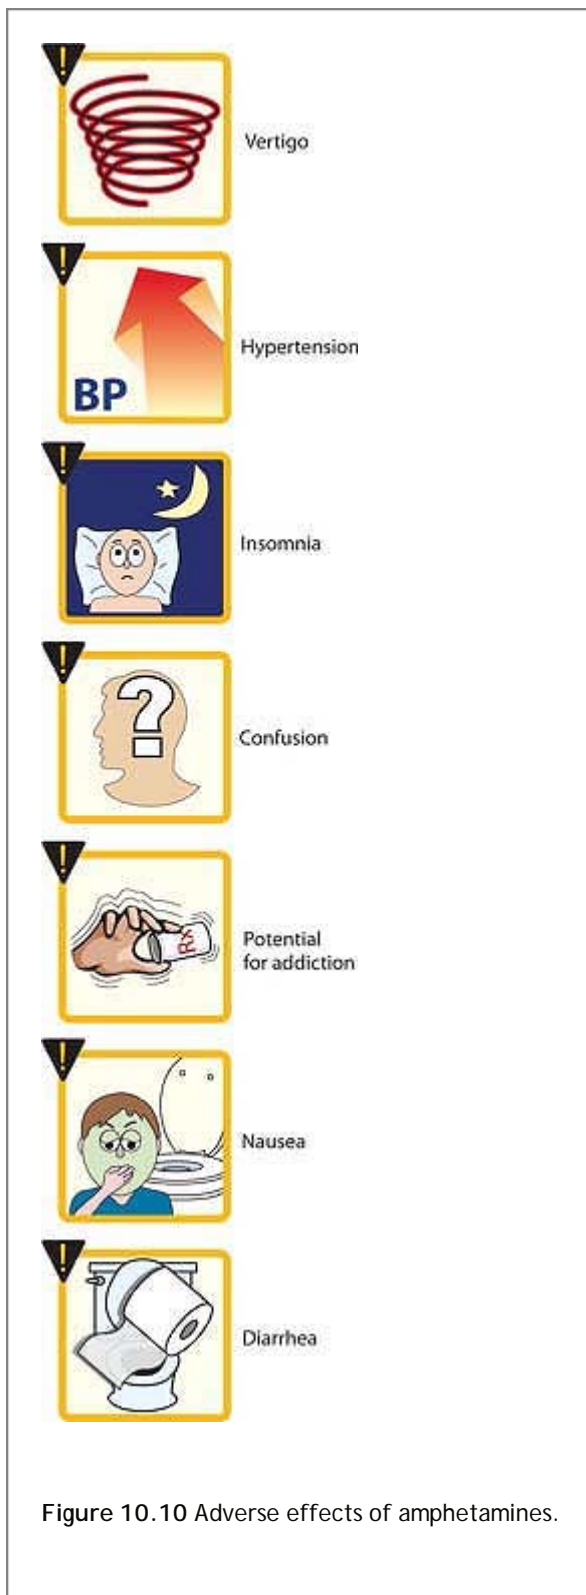 !
Vertigo
!
BP
Hypertension
!
Insomnia
!
?
Confusion
!
Rx
Potential
for addiction
!
Nausea
!
Diarrhea
Figure 10.10 Adverse effects of amphetamines.